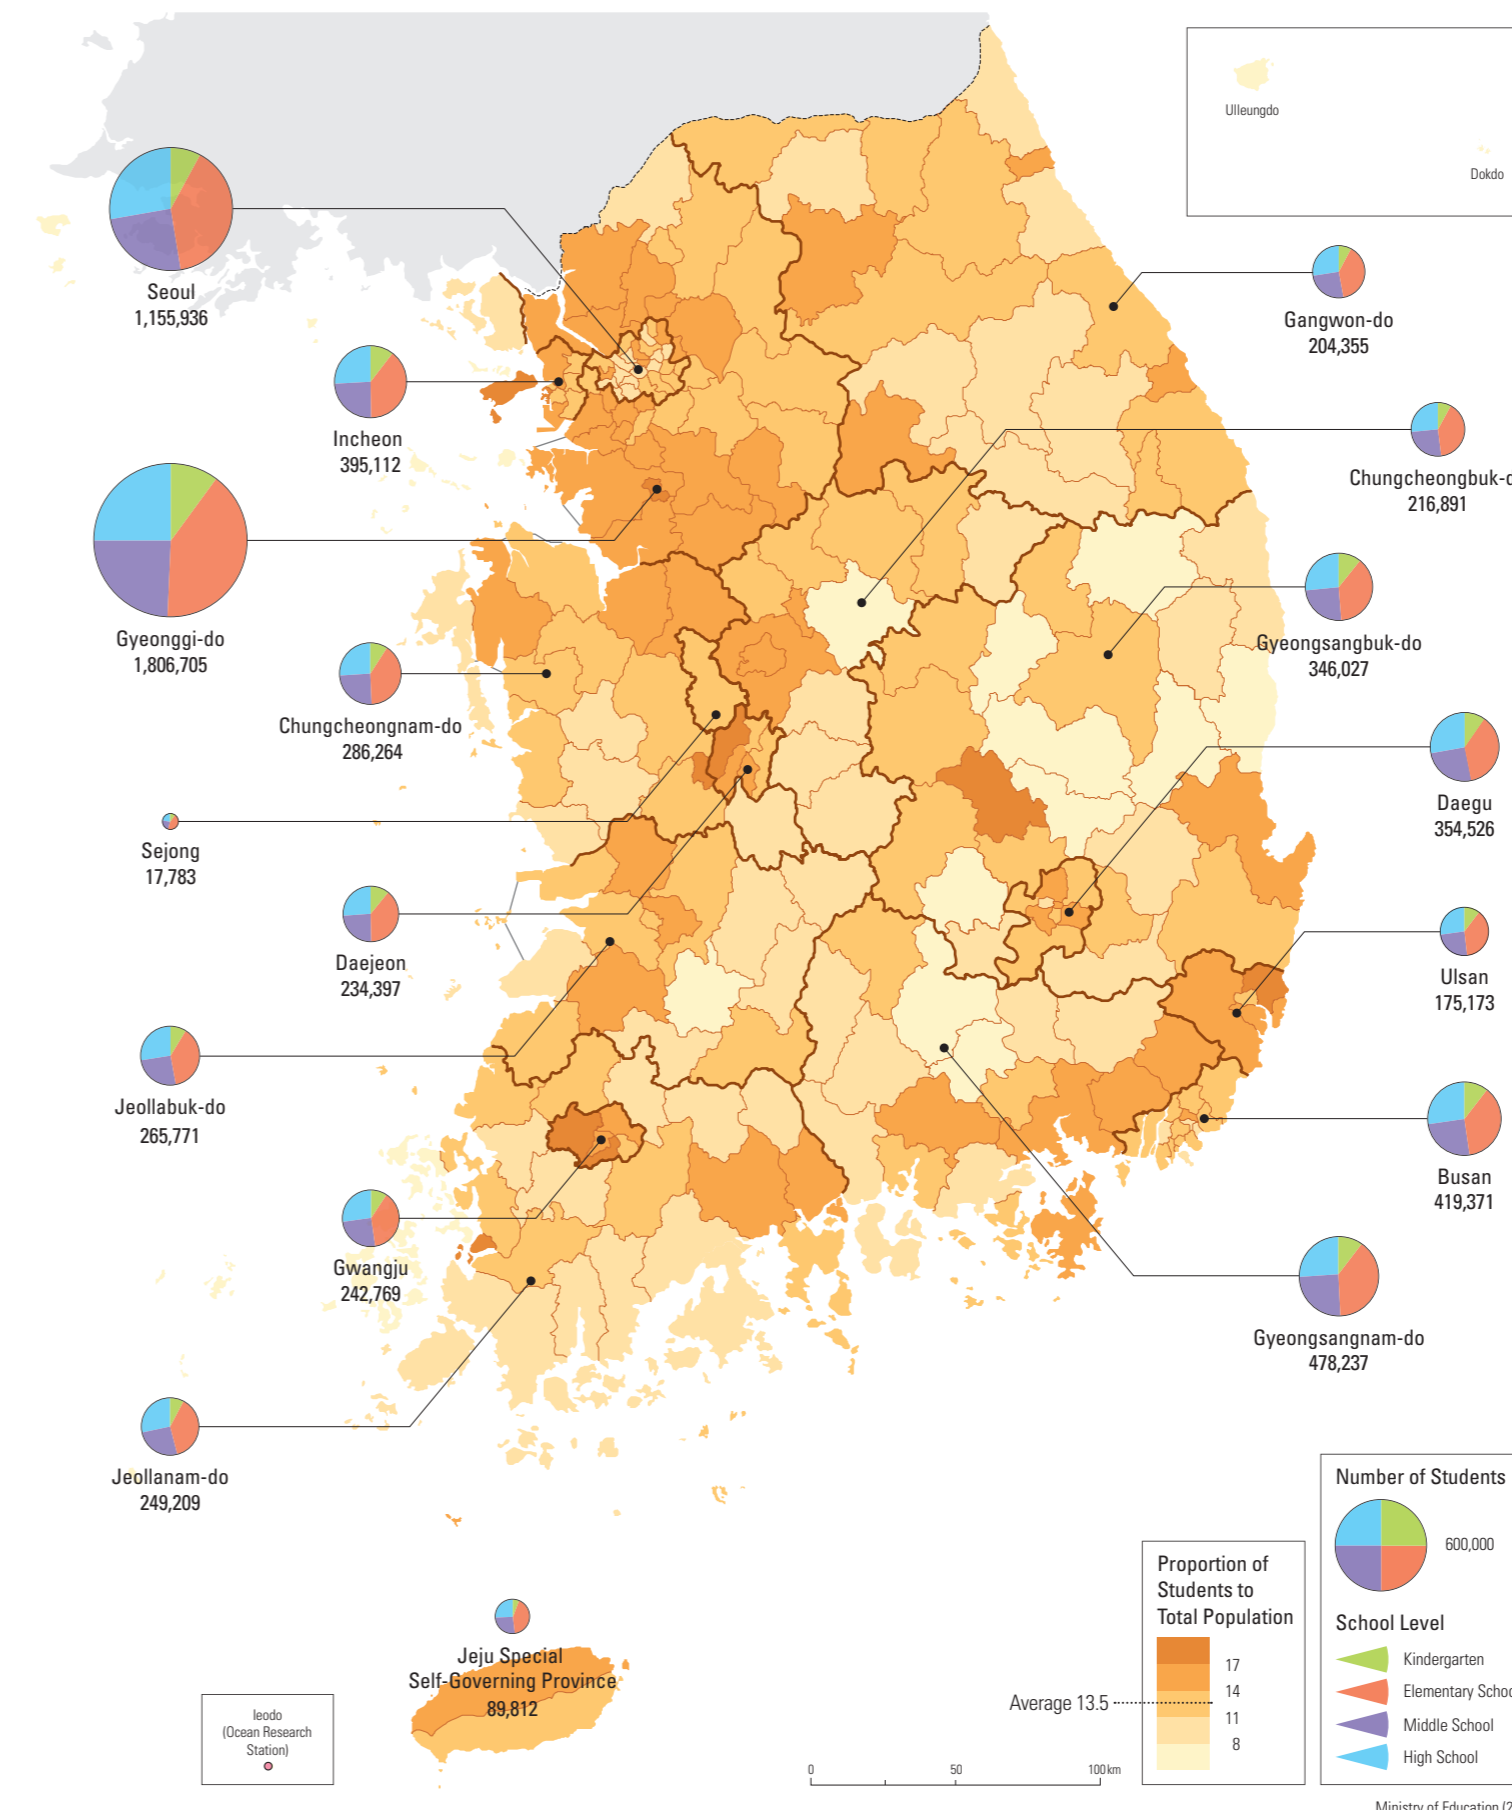 Ulleungdo
Dokdo
Seoul
1,155,936
Gangwon-do
204,355
Incheon
395,112
Chungcheongbuk-d
216,891
Gyeonggi-do
1,806,705
Gyeongsangbuk-do
346,027
Chungcheongnam-do
286,264
Daegu
354,526
Sejong
17,783
Daejeon
234,397
Ulsan
175,173
Jeollabuk-do
265,771
Busan
419,371
Gwangju
242,769
Gyeongsangnam-do
478,237
Jeollanam-do
249,209
Jeju Special
Self-Governing Province
89,812
Ieodo
(Ocean Research
Station)
0 50 100km
Average 13.5
Proportion of
Students to
Total Population
17
14
11
8
Number of Students
600,000
School Level
Kindergarten
Elementary Schoo
Middle School
High School
Ministry of Education (2